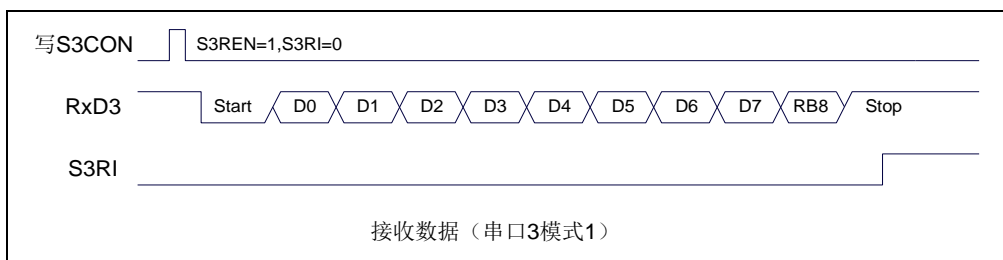 写S3CON S3REN=1,S3RI=0
RxD3 Start D0 D1 D2 D3 D4 D5 D6 D7 RB8 Stop
S3RI
接收数据（串口3模式1）